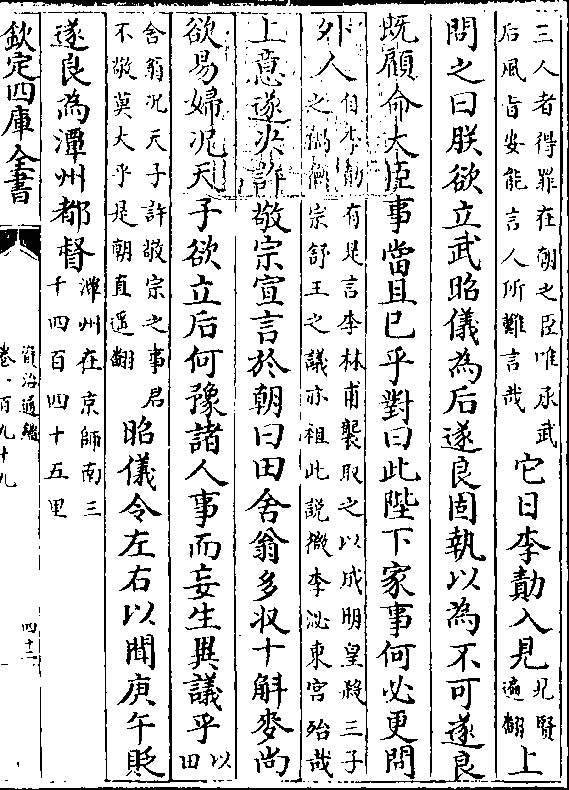 三人者得罪在朝之臣唯承武
后風旨安能言人所難言哉
它日李勣入見見賢遍翻上
問之曰朕欲立武昭儀為后遂良固執以為不可遂良
既顧命大臣事當且已乎對曰此陛下家事何必更問
外人
自李勣有是言李林甫襲取之以成明皇殺三子
之禍德宗舒王之議亦祖此說微李泌東宮殆哉
上意遂決許敬宗宣言於朝曰田舍翁多収十斛麥尚
欲易婦况天子欲立后何豫諸人事而妄生異議乎以田
舍翁况天子許敬宗之事君
不敬莫大乎是朝直遥翻
昭儀令左右以聞庚午貶
遂良為潭州都督
潭州在京師南三
千四百四十五里
欽定四庫全書
資治通鑑
卷一百九十九
四十二